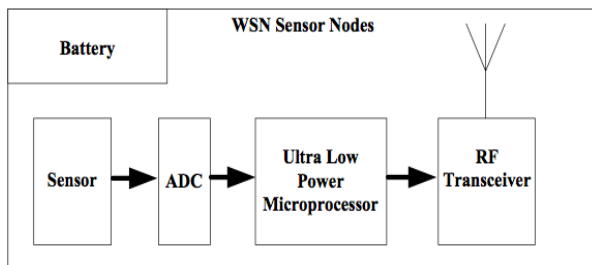 WSN Sensor Nodes
Battery
Sensor
ADC
Ultra Low
Power
Microprocessor
RF
Transceiver